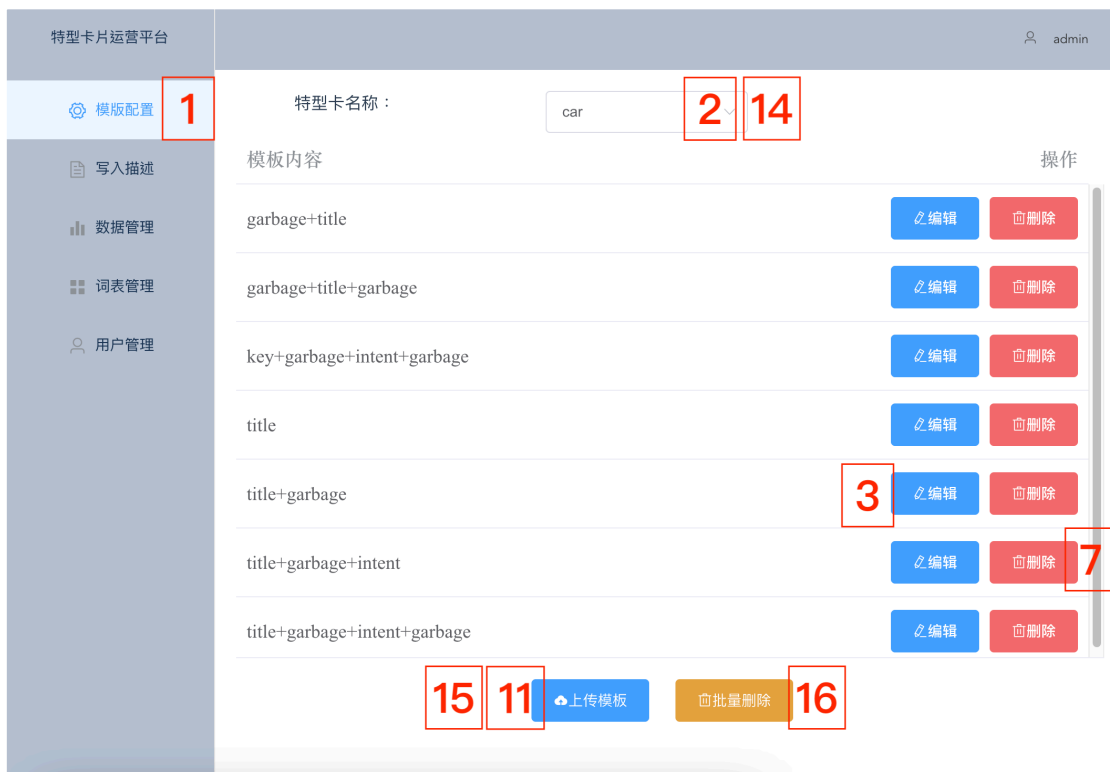 特型卡片运营平台
admin
模版配置 1
特型卡名称： car 2 14
写入描述
模板内容 操作
数据管理
garbage+title 编辑 删除
词表管理
garbage+title+garbage 编辑 删除
用户管理
key+garbage+intent+garbage 编辑 删除
title 编辑 删除
title+garbage 3 编辑 删除
title+garbage+intent 编辑 删除 7
title+garbage+intent+garbage 编辑 删除
15 11 上传模板 批量删除 16